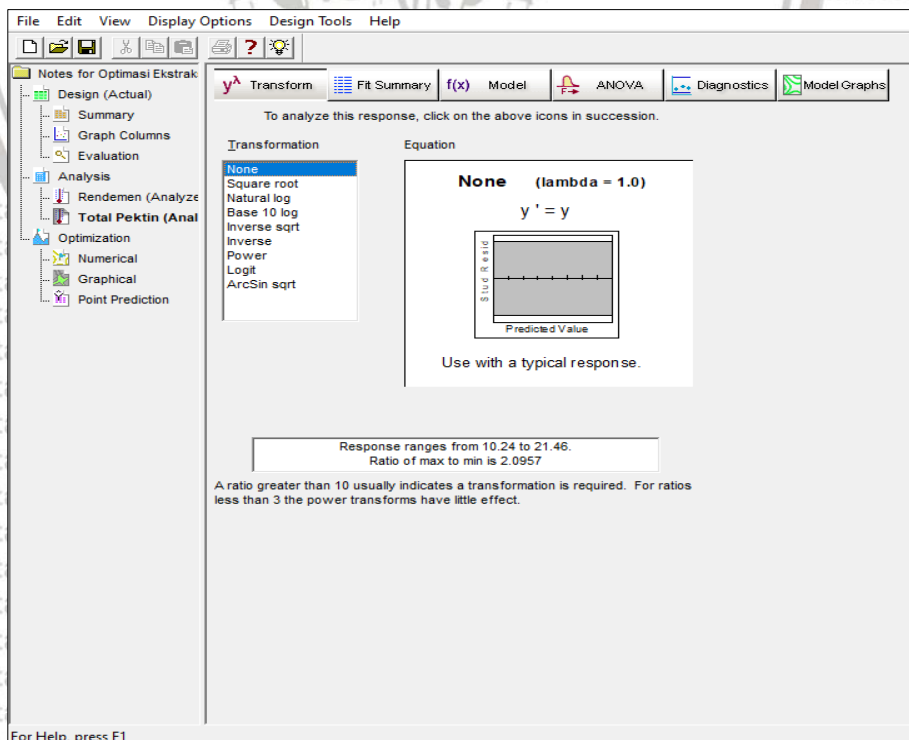 File Edit View Display Options Design Tools Help
Notes for Optimasi Ekstrak
Design (Actual)
Summary
Graph Columns
Evaluation
Analysis
Rendemen (Analyze
Total Pektin (Anal
Optimization
Numerical
Graphical
Point Prediction
yλ Transform Fit Summary f(x) Model ANOVA Diagnostics Model Graphs
To analyze this response, click on the above icons in succession.
Transformation
None
Square root
Natural log
Base 10 log
Inverse sqrt
Inverse
Power
Logit
ArcSin sqrt
Equation
None (lambda = 1.0)
y ' = y
Stud Resid
Predicted Value
Use with a typical response.
Response ranges from 10.24 to 21.46.
Ratio of max to min is 2.0957
A ratio greater than 10 usually indicates a transformation is required. For ratios
less than 3 the power transforms have little effect.
For Help, press F1